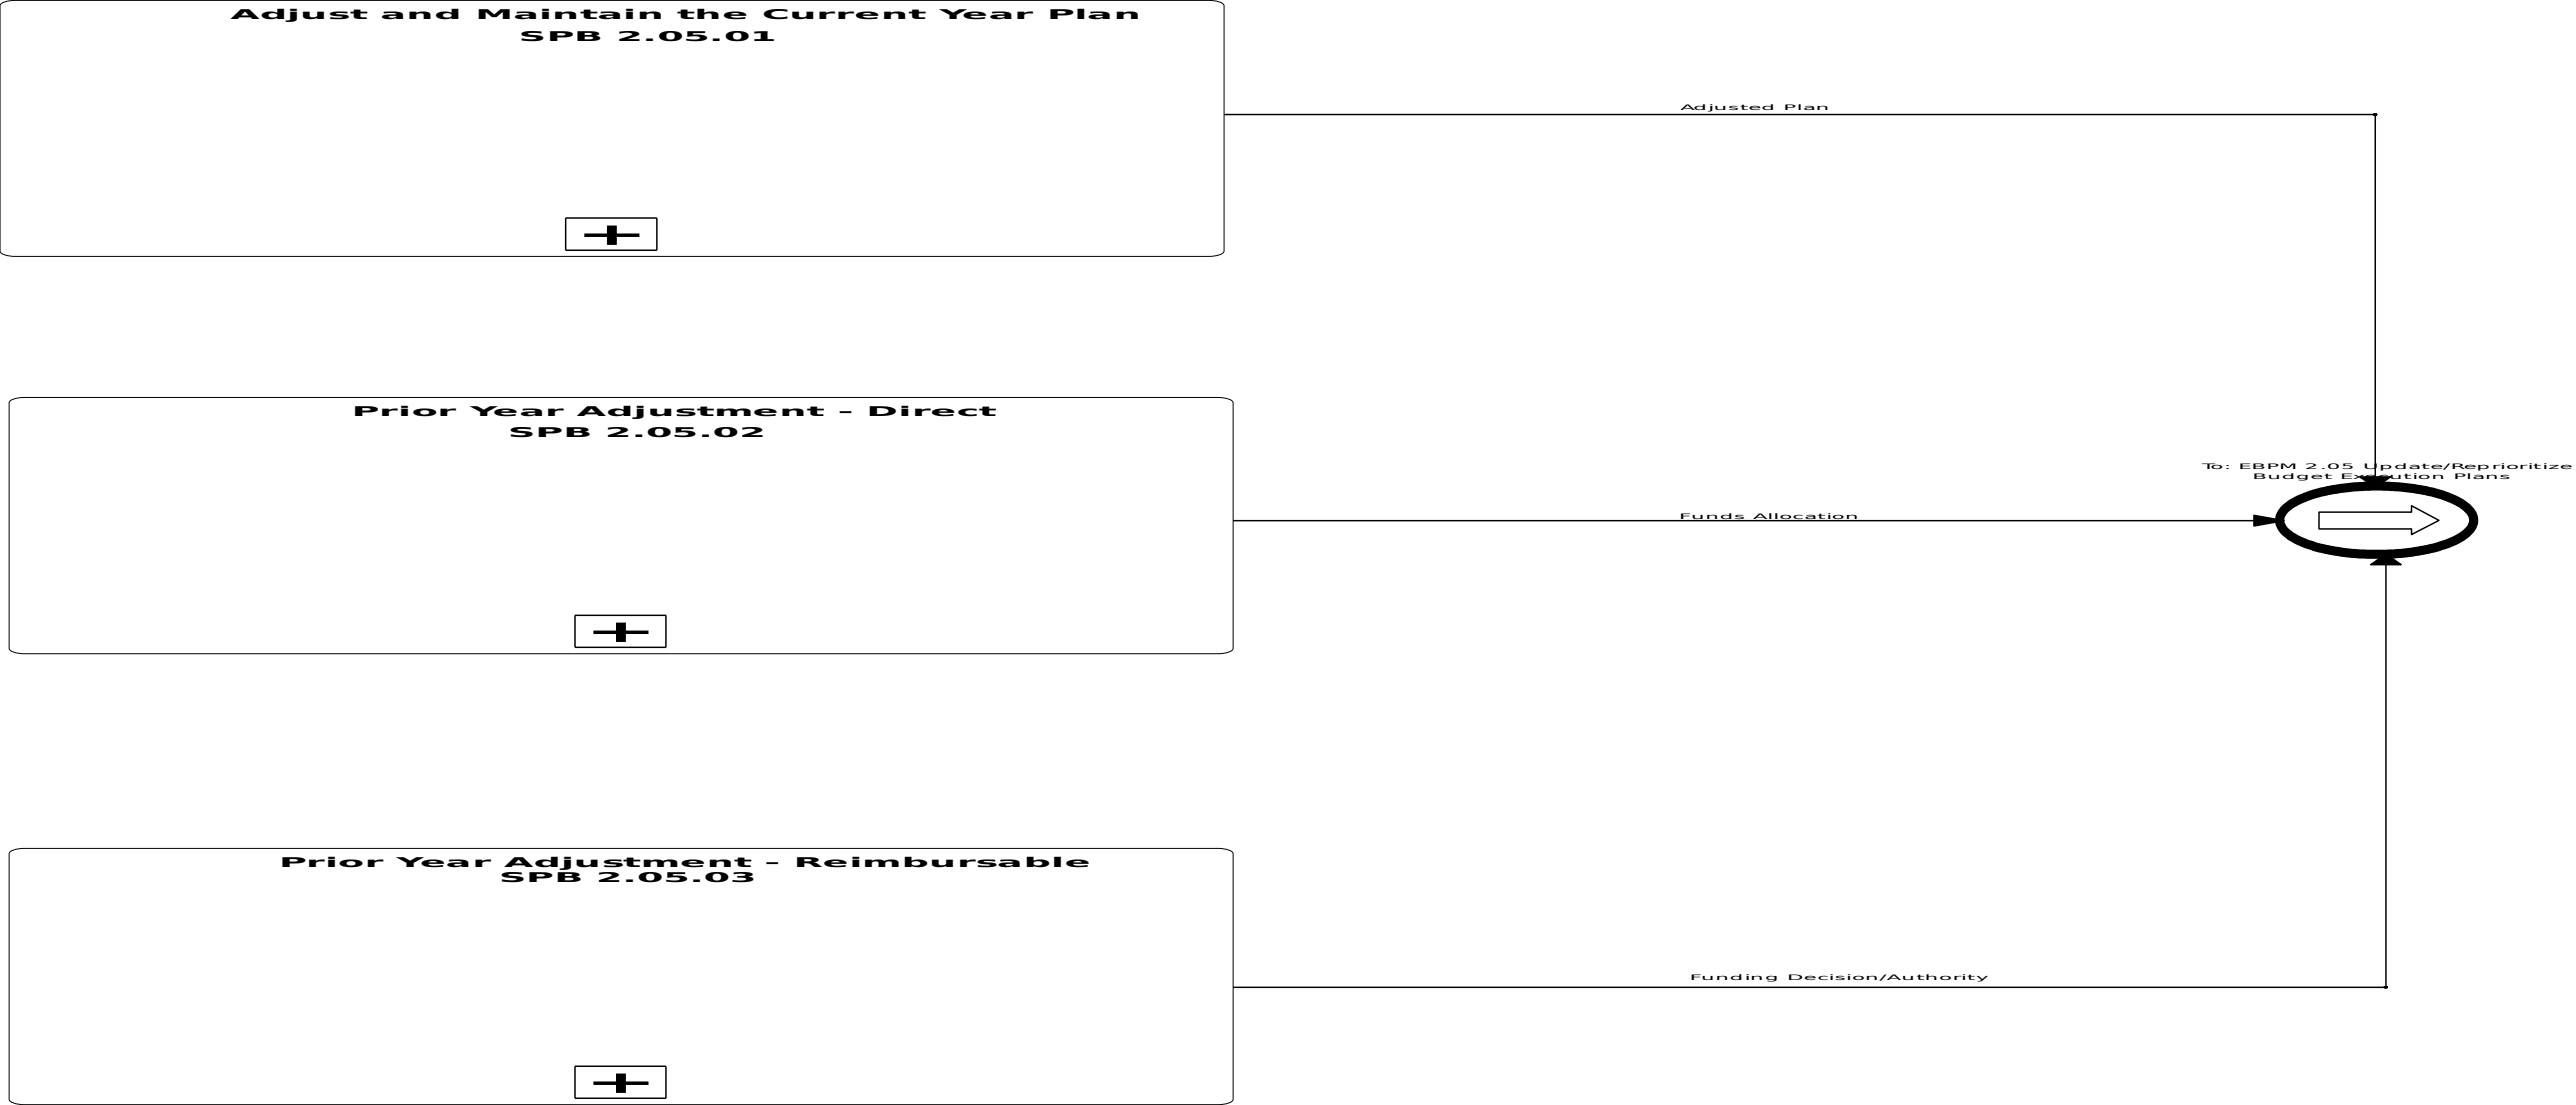 Adjust and Maintain the Current Year Plan
SPB 2.05.01
Adjusted Plan
Prior Year Adjustment - Direct
SPB 2.05.02
To: EBPM 2.05 Update/Reprioritize
Budget Execution Plans
Funds Allocation
Prior Year Adjustment - Reimbursable
SPB 2.05.03
Funding Decision/Authority